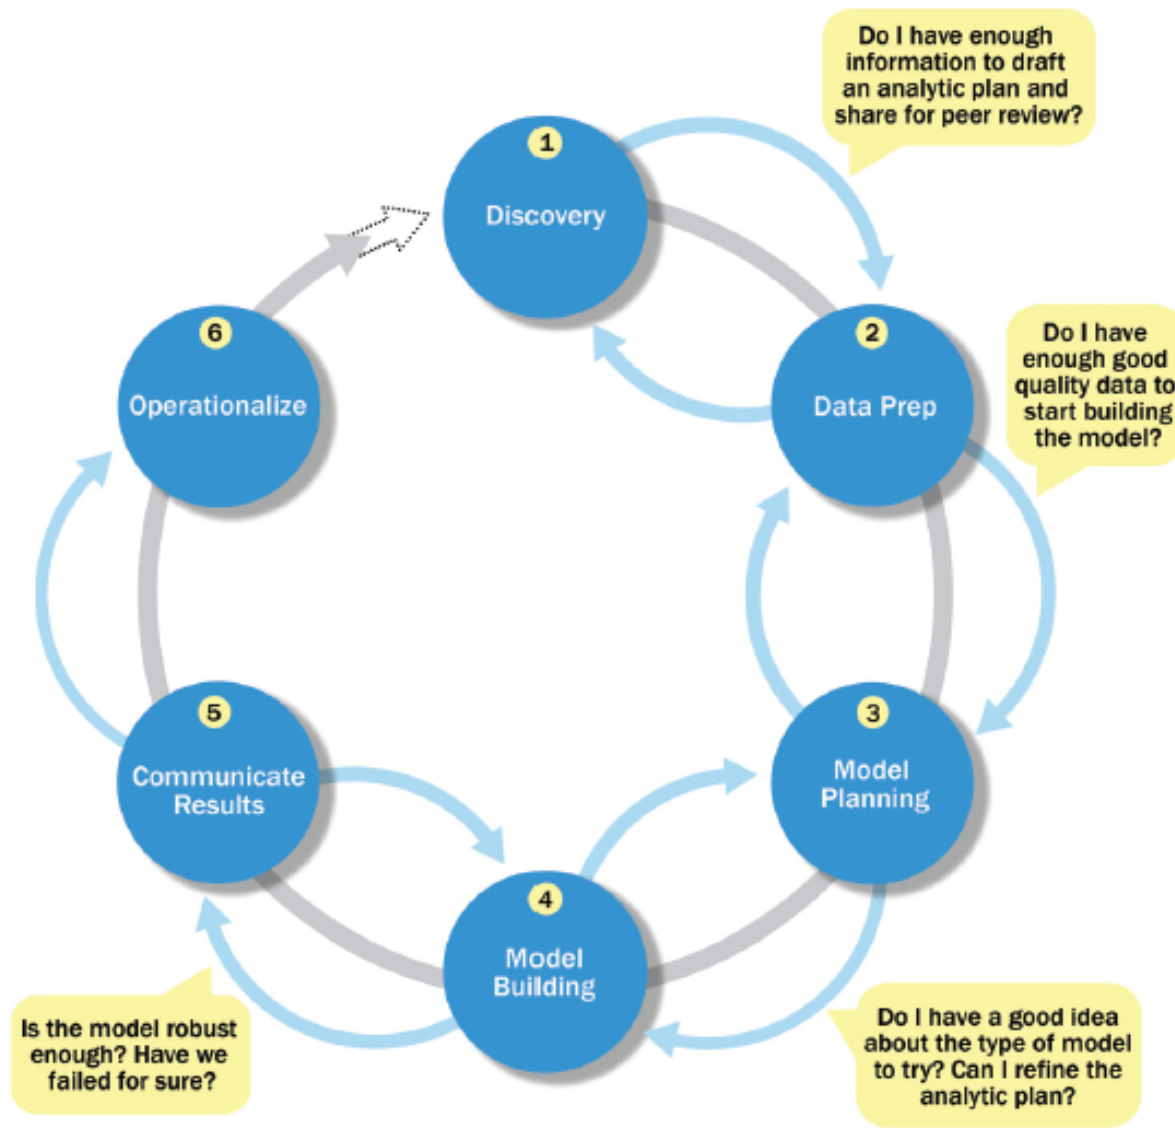 Do I have enough
information to draft
an analytic plan and
share for peer review?
1
Discovery
2
Data Prep
Do I have
enough good
quality data to
start building
the model?
3
Model
Planning
Do I have a good idea
about the type of model
to try? Can I refine the
analytic plan?
4
Model
Building
Is the model robust
enough? Have we
failed for sure?
5
Communicate
Results
6
Operationalize